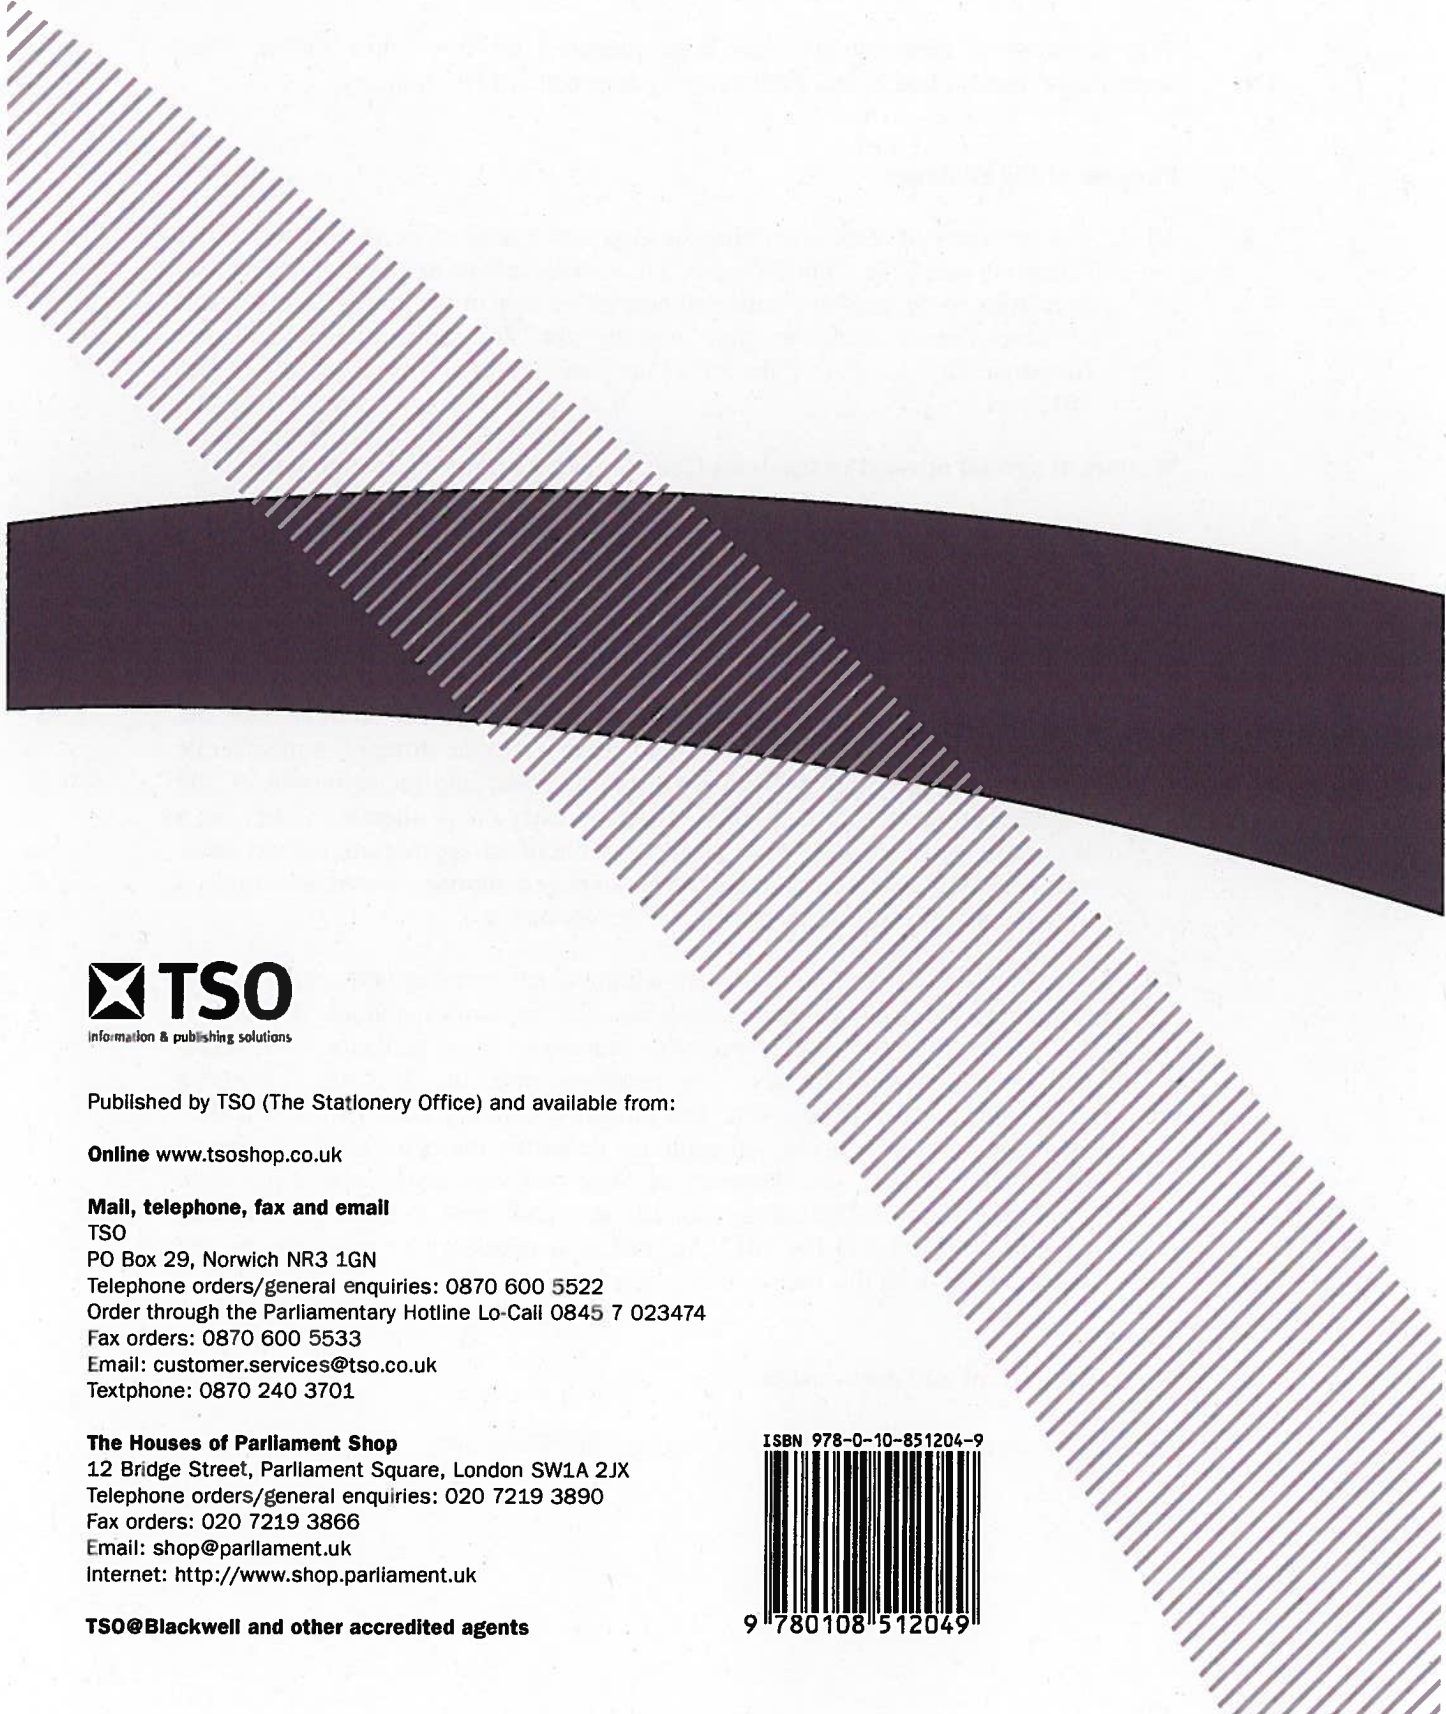 TSO
information & publishing solutions
Published by TSO (The Stationery Office) and available from:
Online www.tsoshop.co.uk
Mail, telephone, fax and email
TSO
PO Box 29, Norwich NR3 1GN
Telephone orders/general enquiries: 0870 600 5522
Order through the Parliamentary Hotline Lo-Call 0845 7 023474
Fax orders: 0870 600 5533
Email: customer.services@tso.co.uk
Textphone: 0870 240 3701
The Houses of Parliament Shop
12 Bridge Street, Parliament Square, London SW1A 2JX
Telephone orders/general enquiries: 020 7219 3890
Fax orders: 020 7219 3866
Email: shop@parliament.uk
Internet: http://www.shop.parliament.uk
TSO@Blackwell and other accredited agents
ISBN 978-0-10-851204-9
9 780108 512049